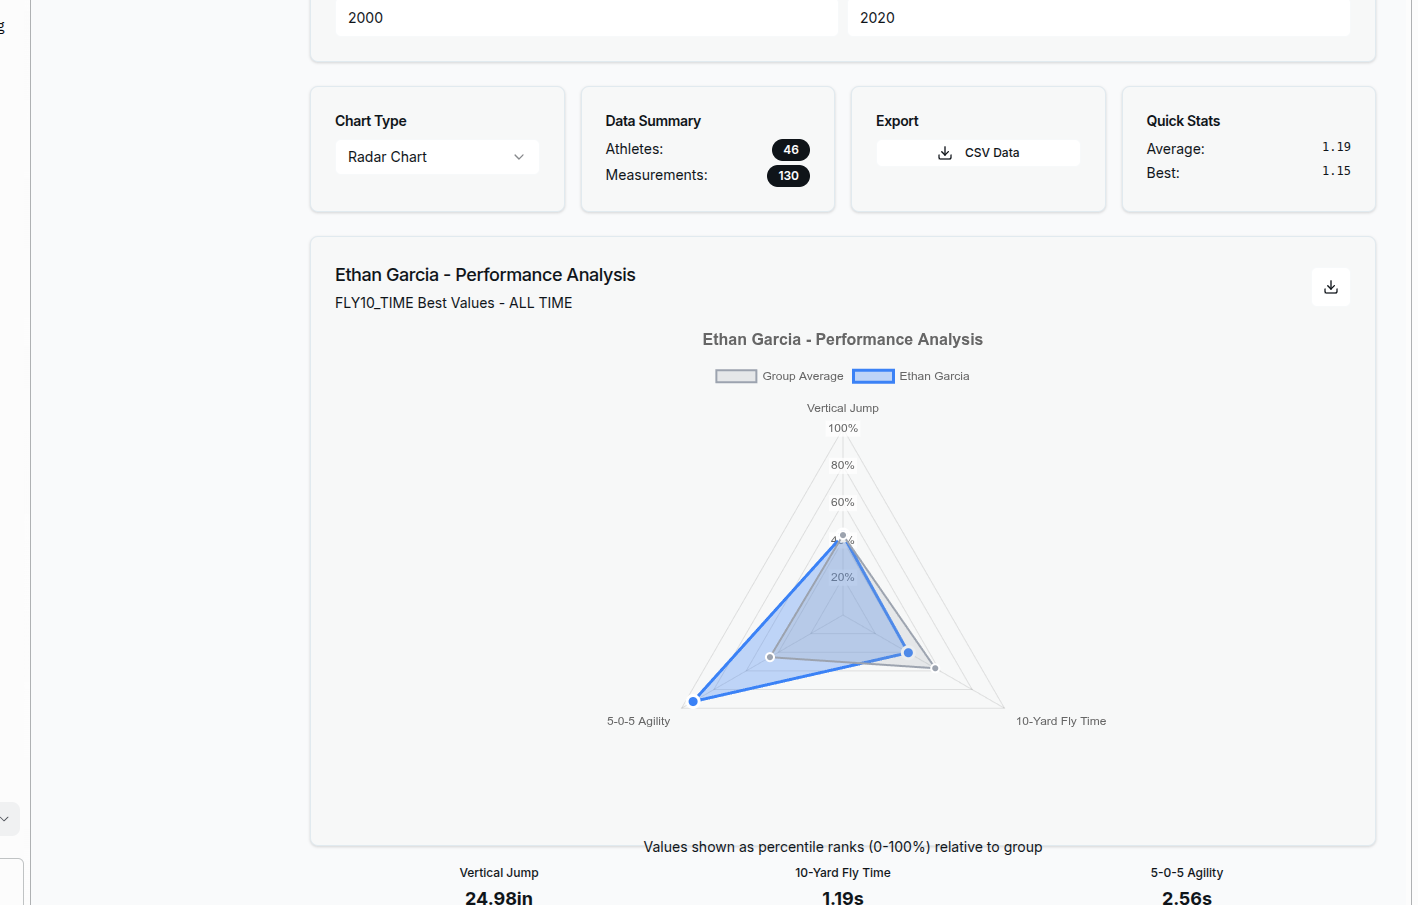 g
2000
2020
Chart Type
Radar Chart
Data Summary
Athletes: 46
Measurements: 130
Export
CSV Data
Quick Stats
Average: 1.19
Best: 1.15
Ethan Garcia - Performance Analysis
FLY10_TIME Best Values - ALL TIME
Ethan Garcia - Performance Analysis
Group Average
Ethan Garcia
Vertical Jump
100%
80%
60%
20%
5-0-5 Agility
10-Yard Fly Time
Values shown as percentile ranks (0-100%) relative to group
Vertical Jump
24.98in
10-Yard Fly Time
1.19s
5-0-5 Agility
2.56s